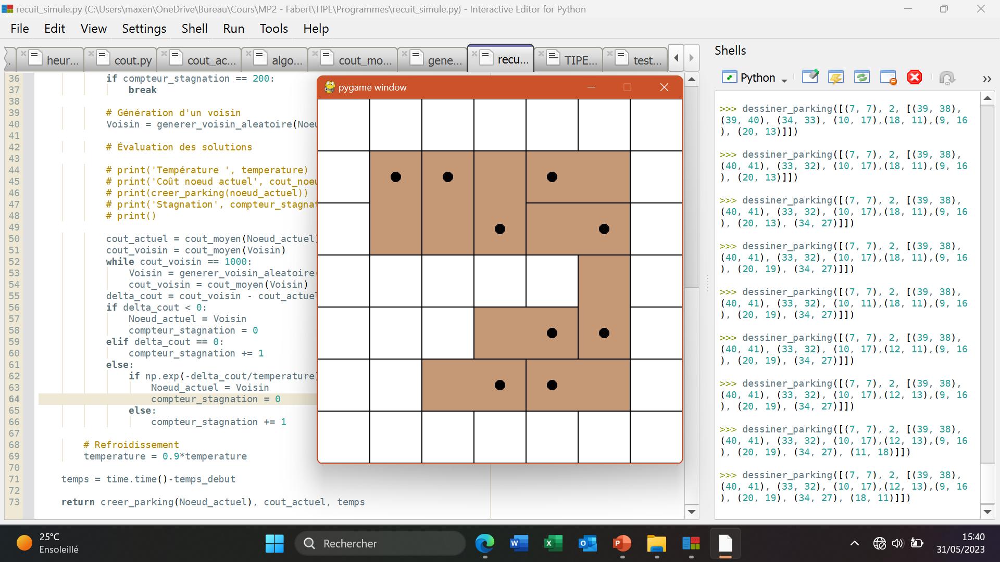 recuit_simule.py (C:\Users\maxen\OneDrive\Bureau\Cours\MP2 - Fabert\TIPE\Programmes\recuit_simule.py) - Interactive Editor for Python
File Edit View Settings Shell Run Tools Help
. heur... cout.py cout_ac... algo... cout_mo... gene... recu... TIPE... test...
36 if compteur_stagnation == 200:
37 break
38
39 # Génération d'un voisin
40 Voisin = generer_voisin_aleatoire(Noeu
41
42 # Évaluation des solutions
43
44 # print('Température ', temperature)
45 # print('Coût noeud actuel', cout_noeu
46 # print(creer_parking(noeud_actuel))
47 # print('Stagnation', compteur_stagnat
48 # print()
49
50 cout_actuel = cout_moyen(Noeud_actuel)
51 cout_voisin = cout_moyen(Voisin)
52 while cout_voisin == 1000:
53 Voisin = generer_voisin_aleatoire(
54 cout_voisin = cout_moyen(Voisin)
55 delta_cout = cout_voisin - cout_actuel
56 if delta_cout < 0:
57 Noeud_actuel = Voisin
58 compteur_stagnation = 0
59 elif delta_cout == 0:
60 compteur_stagnation += 1
61 else:
62 if np.exp(-delta_cout/temperature)
63 Noeud_actuel = Voisin
64 compteur_stagnation = 0
65 else:
66 compteur_stagnation += 1
67
68 # Refroidissement
69 temperature = 0.9*temperature
70
71 temps = time.time()-temps_debut
72
73 return creer_parking(Noeud_actuel), cout_actuel, temps
pygame window
Shells
Python
>>> dessiner_parking([(7, 7), 2, [(39, 38),
(39, 40), (34, 33), (10, 17),(18, 11),(9, 16
), (20, 13)]])
>>> dessiner_parking([(7, 7), 2, [(39, 38),
(40, 41), (33, 32), (10, 17),(18, 11),(9, 16
), (20, 13)]])
>>> dessiner_parking([(7, 7), 2, [(39, 38),
(40, 41), (33, 32), (10, 17),(18, 11),(9, 16
), (20, 13), (34, 27)]])
>>> dessiner_parking([(7, 7), 2, [(39, 38),
(40, 41), (33, 32), (10, 17),(18, 11),(9, 16
), (20, 19), (34, 27)]])
>>> dessiner_parking([(7, 7), 2, [(39, 38),
(40, 41), (33, 32), (10, 11),(18, 11),(9, 16
), (20, 19), (34, 27)]])
>>> dessiner_parking([(7, 7), 2, [(39, 38),
(40, 41), (33, 32), (10, 17),(12, 11),(9, 16
), (20, 19), (34, 27)]])
>>> dessiner_parking([(7, 7), 2, [(39, 38),
(40, 41), (33, 32), (10, 17),(12, 13),(9, 16
), (20, 19), (34, 27)]])
>>> dessiner_parking([(7, 7), 2, [(39, 38),
(40, 41), (33, 32), (10, 17),(12, 13),(9, 16
), (20, 19), (34, 27), (11, 18)]])
>>> dessiner_parking([(7, 7), 2, [(39, 38),
(40, 41), (33, 32), (10, 17),(12, 13),(9, 16
), (20, 19), (34, 27), (18, 11)]])
25°C
Ensoleillé
Rechercher
15:40
31/05/2023